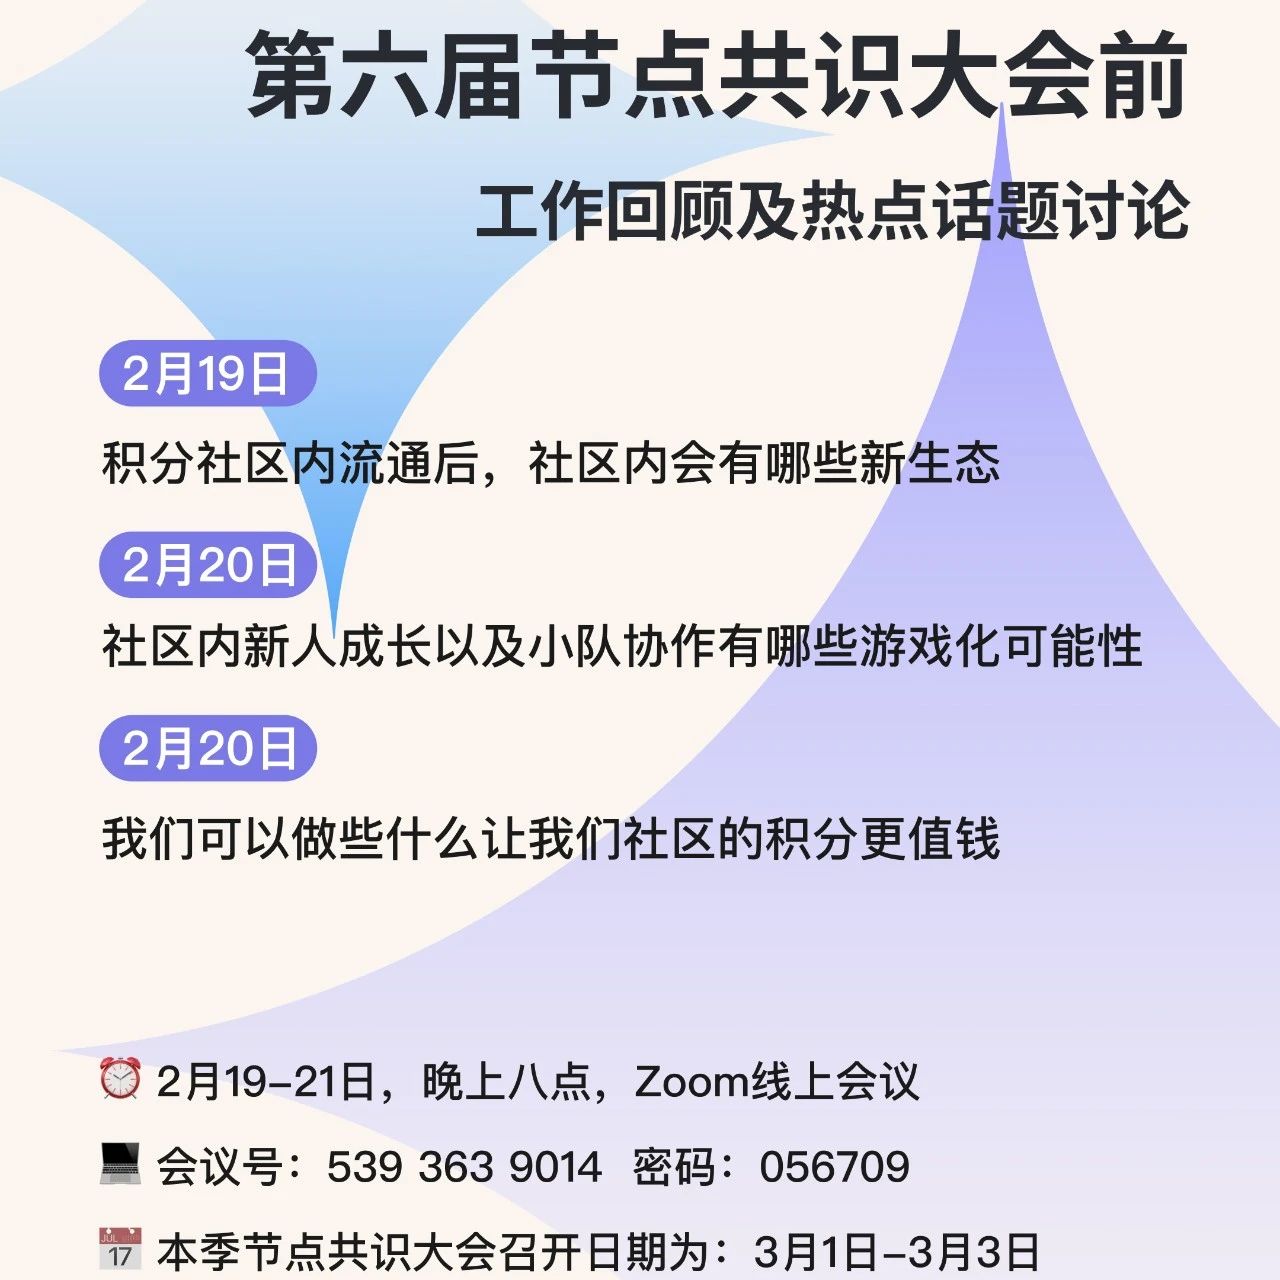 第六届节点共识大会前
工作回顾及热点话题讨论
2月19日
积分社区内流通后，社区内会有哪些新生态
2月20日
社区内新人成长以及小队协作有哪些游戏化可能性
2月20日
我们可以做些什么让我们社区的积分更值钱
2月19-21日，晚上八点，Zoom线上会议
会议号：539 363 9014 密码：056709
JUL
17
本季节点共识大会召开日期为：3月1日-3月3日